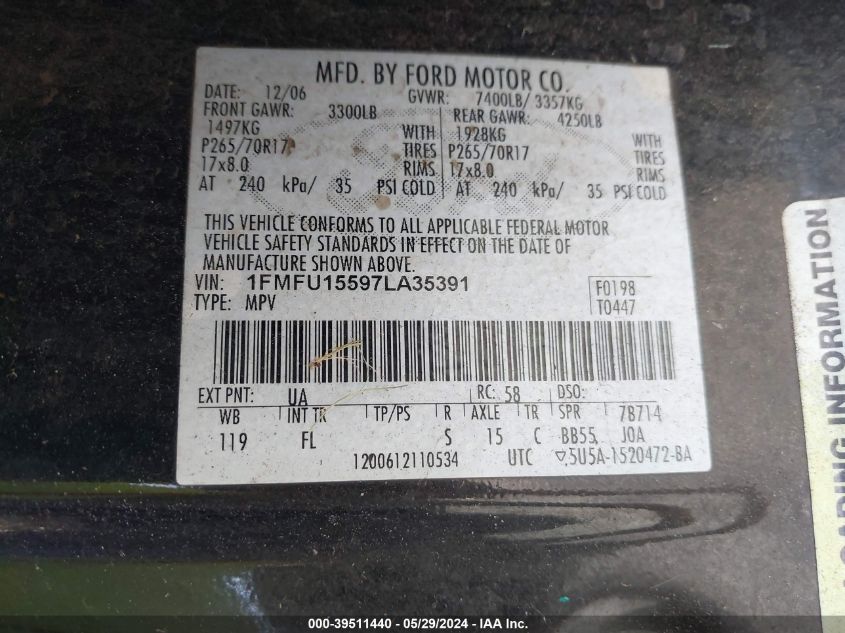 MFD. BY FORD MOTOR CO.
DATE: 12/06 GVWR: 7400LB/ 3357KG
FRONT GAWR: 3300LB REAR GAWR: 4250LB
1497KG WITH 1928KG WITH
P265/70R17 TIRES P265/70R17 TIRES
17x8.0 RIMS 17x8.0 RIMS
AT 240 kPa/ 35 PSI COLD AT 240 kPa/ 35 PSI COLD
THIS VEHICLE CONFORMS TO ALL APPLICABLE FEDERAL MOTOR
VEHICLE SAFETY STANDARDS IN EFFECT ON THE DATE OF
MANUFACTURE SHOWN ABOVE.
VIN: 1FMFU15597LA35391 F0198
TYPE: MPV T0447
EXT PNT: UA RC: 58 DSO:
WB INT TR TP/PS R AXLE TR SPR 7B714
119 FL S 15 C BB55 JOA
1200612110534 UTC ▽5U5A-1520472-BA
LOADING INFORMATION
000-39511440 - 05/29/2024 - IAA Inc.